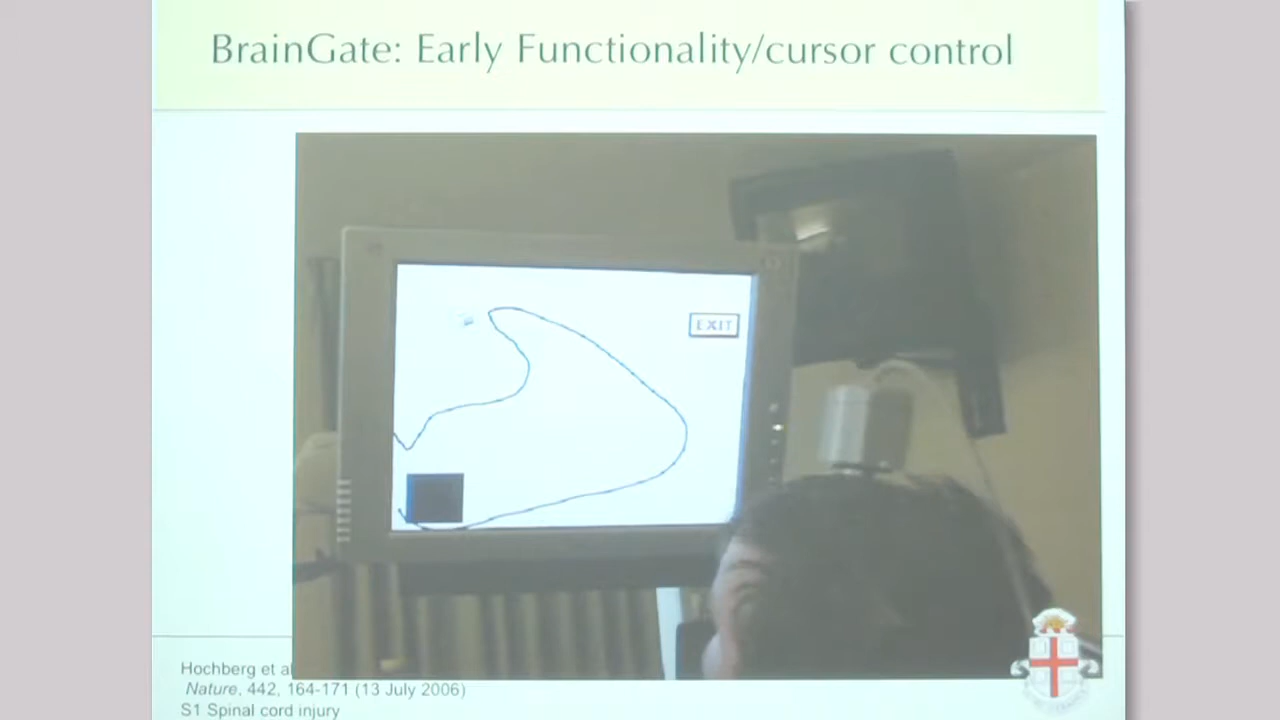 BrainGate: Early Functionality/cursor control
EXIT
Hochberg et al
Nature, 442, 164-171 (13 July 2006)
S1 Spinal cord injury